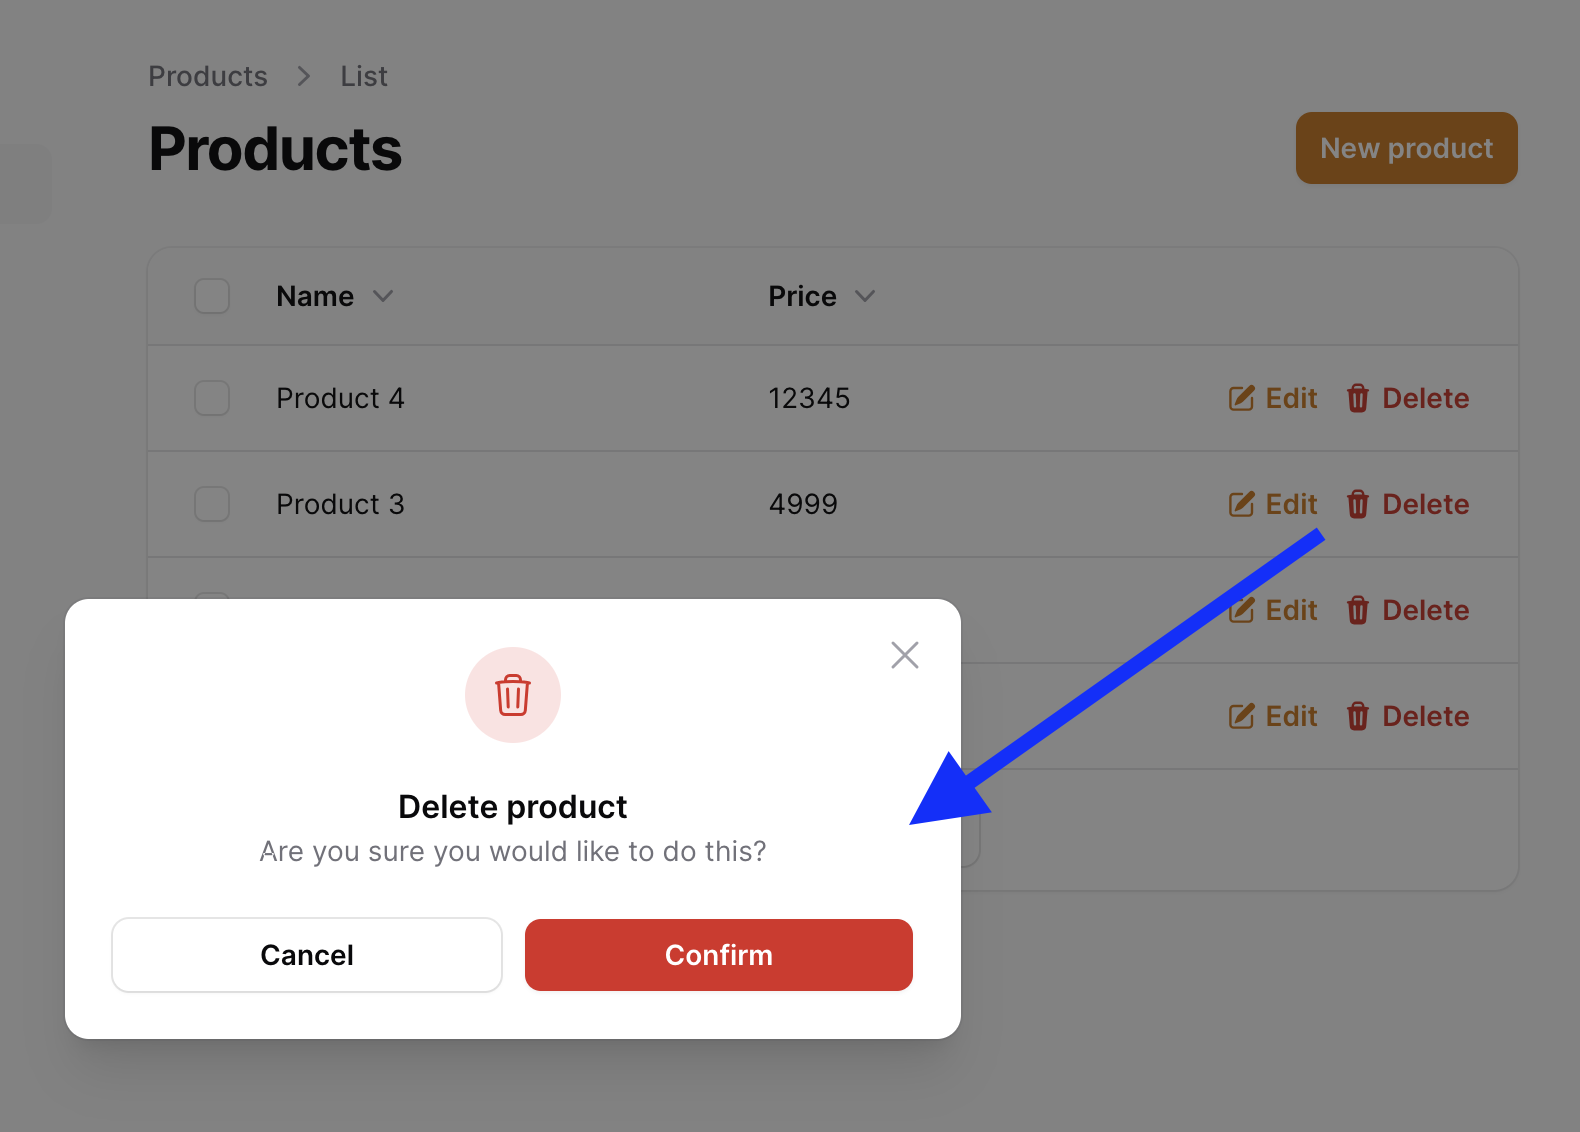 Products > List
Products
New product
Name Price
Product 4 12345 Edit Delete
Product 3 4999 Edit Delete
Edit Delete
Edit Delete
Delete product
Are you sure you would like to do this?
Cancel Confirm